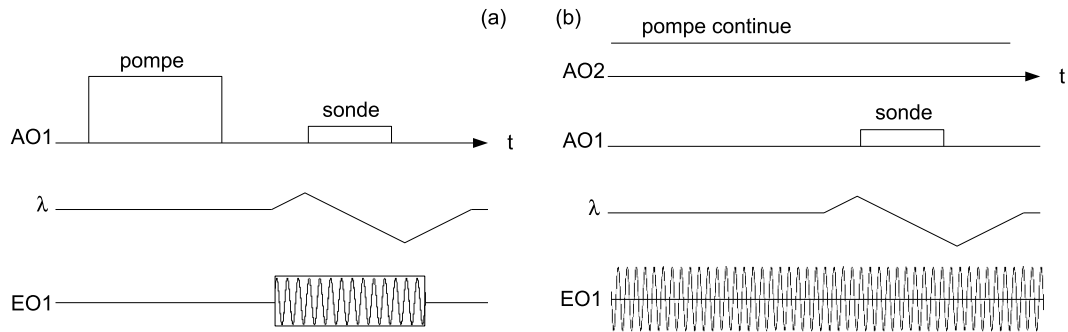 (a)
pompe
sonde
AO1
t
λ
EO1
(b)
pompe continue
AO2
t
sonde
AO1
λ
EO1